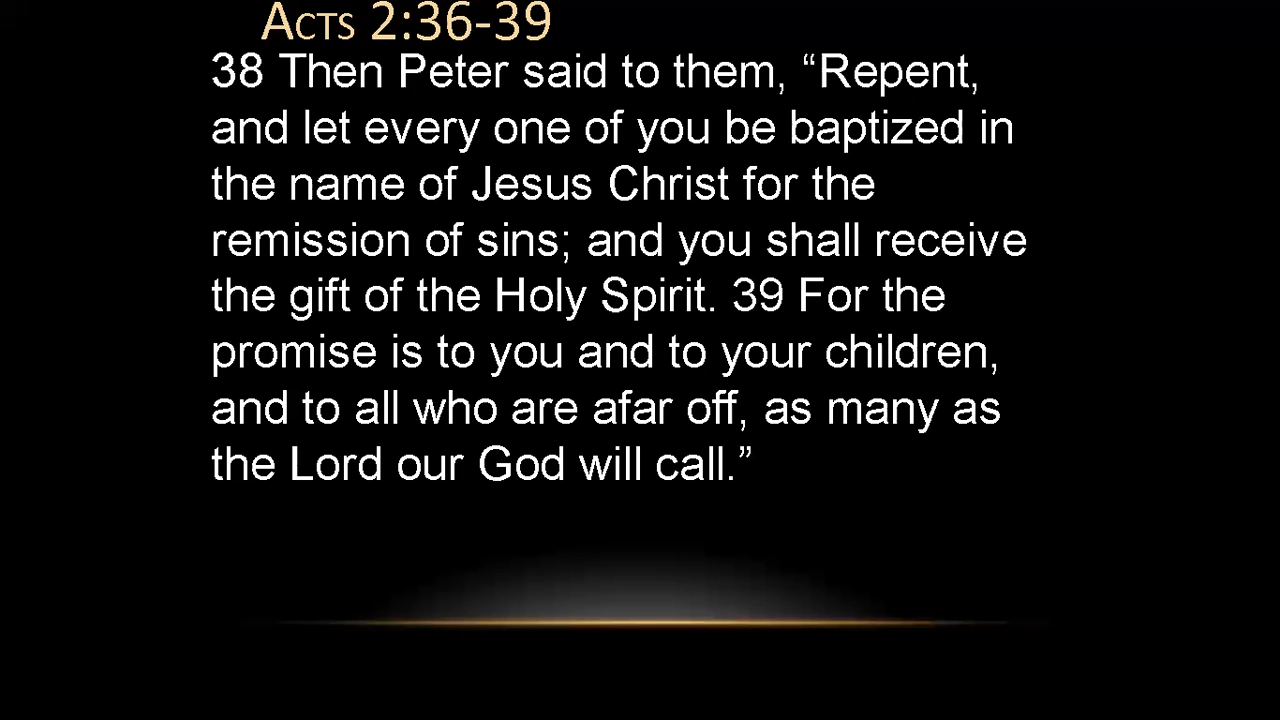 Acts 2:36-39
38 Then Peter said to them, “Repent,
and let every one of you be baptized in
the name of Jesus Christ for the
remission of sins; and you shall receive
the gift of the Holy Spirit. 39 For the
promise is to you and to your children,
and to all who are afar off, as many as
the Lord our God will call.”